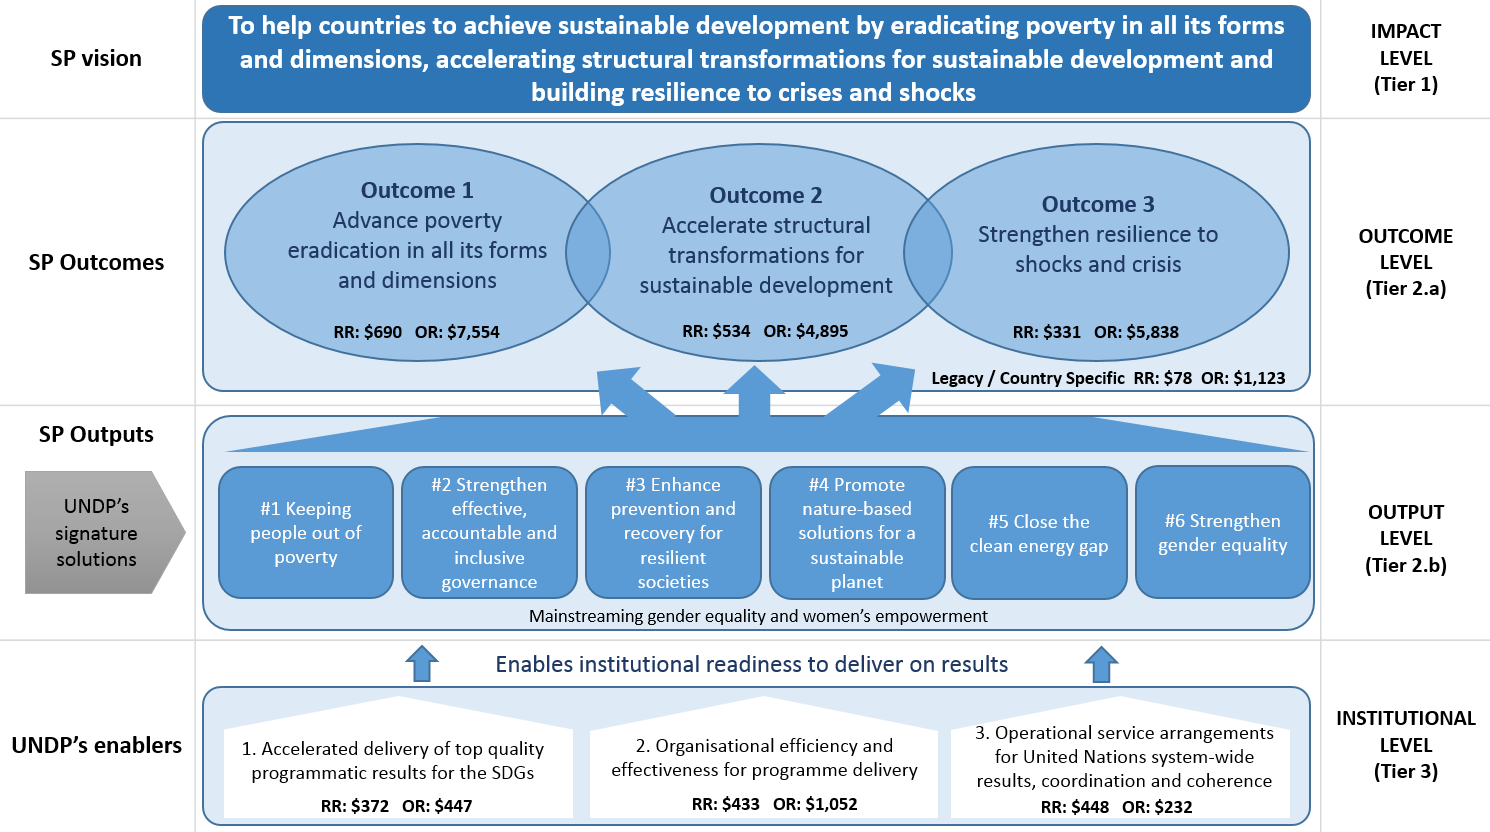 SP vision
To help countries to achieve sustainable development by eradicating poverty in all its forms
and dimensions, accelerating structural transformations for sustainable development and
building resilience to crises and shocks
IMPACT
LEVEL
(Tier 1)
SP Outcomes
Outcome 1
Advance poverty
eradication in all its forms
and dimensions
RR: $690 OR: $7,554
Outcome 2
Accelerate structural
transformations for
sustainable development
RR: $534 OR: $4,895
Outcome 3
Strengthen resilience to
shocks and crisis
RR: $331 OR: $5,838
Legacy / Country Specific RR: $78 OR: $1,123
OUTCOME
LEVEL
(Tier 2.a)
SP Outputs
UNDP’s
signature
solutions
#1 Keeping
people out of
poverty
#2 Strengthen
effective,
accountable and
inclusive
governance
#3 Enhance
prevention and
recovery for
resilient
societies
#4 Promote
nature-based
solutions for a
sustainable
planet
#5 Close the
clean energy gap
#6 Strengthen
gender equality
Mainstreaming gender equality and women’s empowerment
OUTPUT
LEVEL
(Tier 2.b)
UNDP’s enablers
Enables institutional readiness to deliver on results
1. Accelerated delivery of top quality
programmatic results for the SDGs
RR: $372 OR: $447
2. Organisational efficiency and
effectiveness for programme delivery
RR: $433 OR: $1,052
3. Operational service arrangements
for United Nations system-wide
results, coordination and coherence
RR: $448 OR: $232
INSTITUTIONAL
LEVEL
(Tier 3)